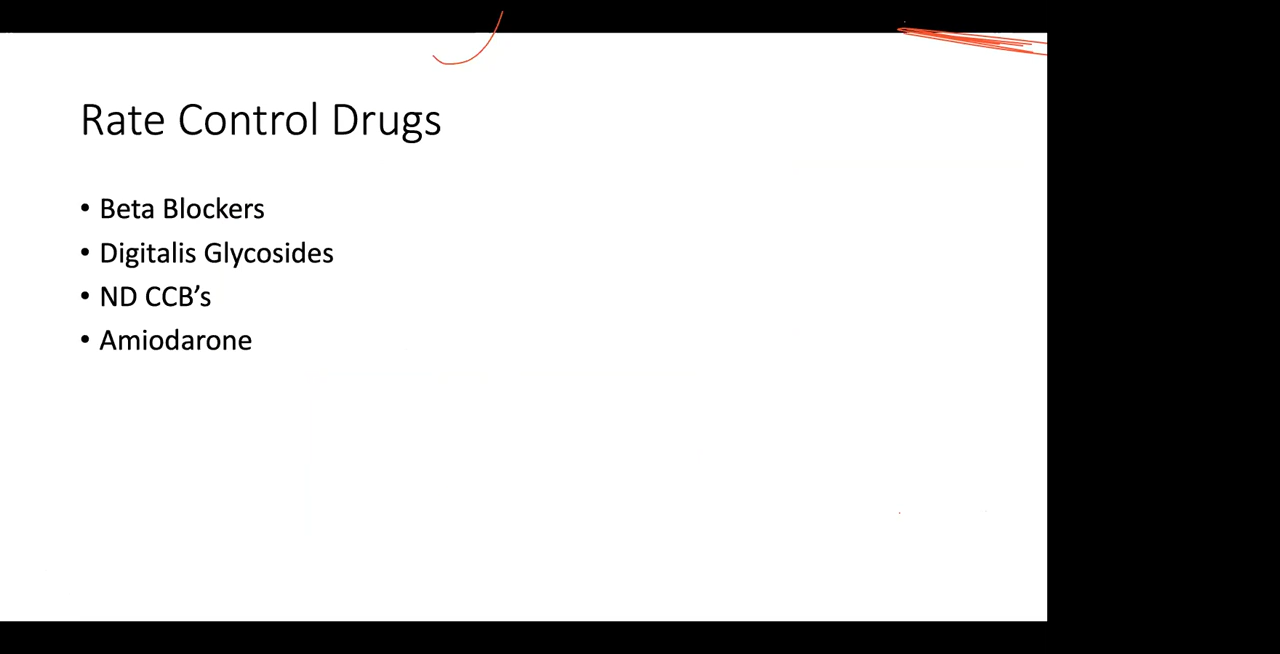 Rate Control Drugs
• Beta Blockers
• Digitalis Glycosides
• ND CCB’s
• Amiodarone